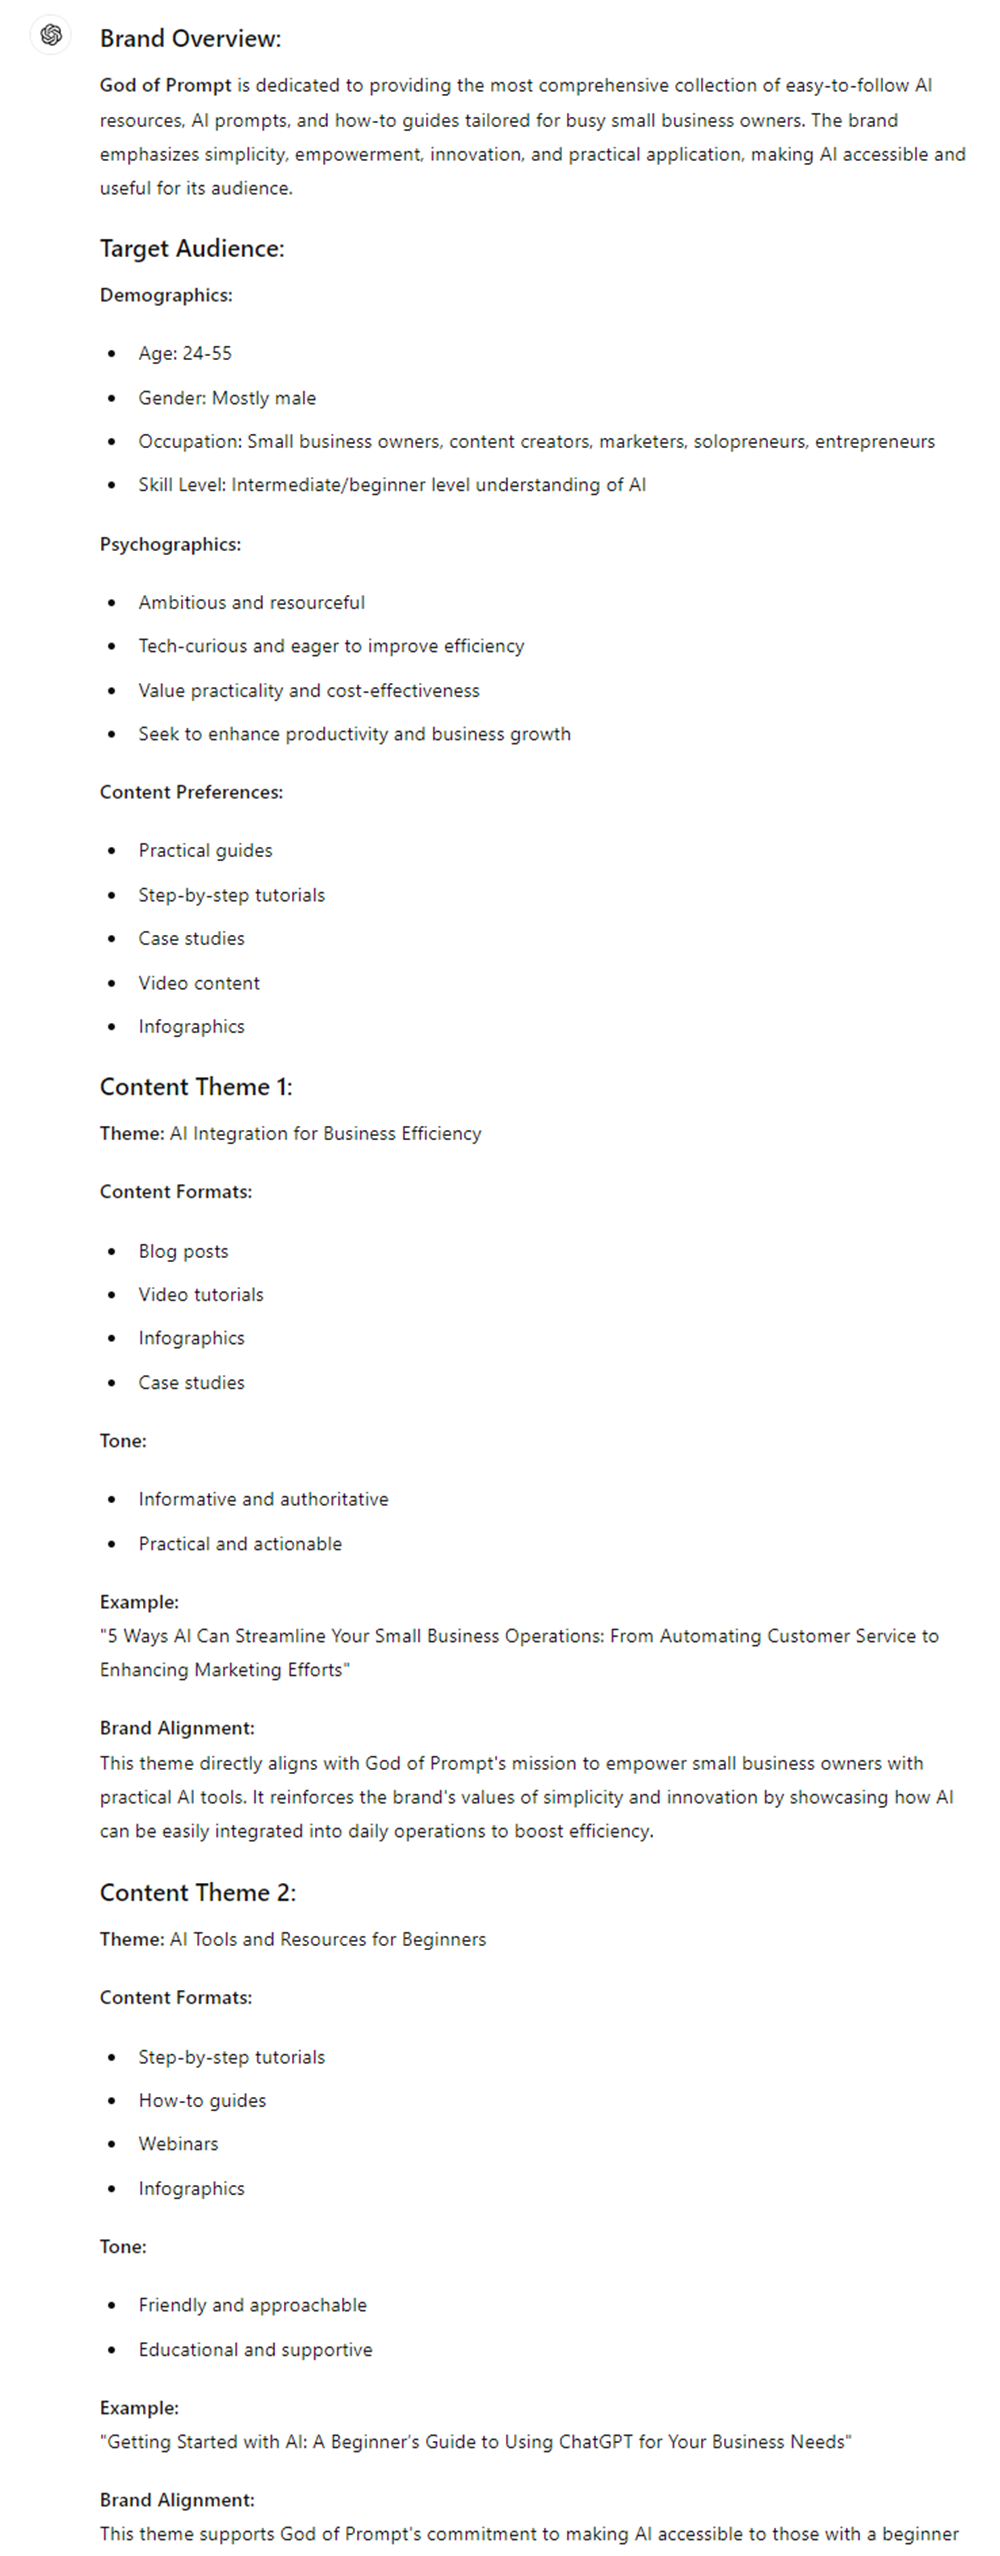 Brand Overview:
God of Prompt is dedicated to providing the most comprehensive collection of easy-to-follow AI
resources, AI prompts, and how-to guides tailored for busy small business owners. The brand
emphasizes simplicity, empowerment, innovation, and practical application, making AI accessible and
useful for its audience.
Target Audience:
Demographics:
• Age: 24-55
• Gender: Mostly male
• Occupation: Small business owners, content creators, marketers, solopreneurs, entrepreneurs
• Skill Level: Intermediate/beginner level understanding of AI
Psychographics:
• Ambitious and resourceful
• Tech-curious and eager to improve efficiency
• Value practicality and cost-effectiveness
• Seek to enhance productivity and business growth
Content Preferences:
• Practical guides
• Step-by-step tutorials
• Case studies
• Video content
• Infographics
Content Theme 1:
Theme: AI Integration for Business Efficiency
Content Formats:
• Blog posts
• Video tutorials
• Infographics
• Case studies
Tone:
• Informative and authoritative
• Practical and actionable
Example:
"5 Ways AI Can Streamline Your Small Business Operations: From Automating Customer Service to
Enhancing Marketing Efforts"
Brand Alignment:
This theme directly aligns with God of Prompt's mission to empower small business owners with
practical AI tools. It reinforces the brand's values of simplicity and innovation by showcasing how AI
can be easily integrated into daily operations to boost efficiency.
Content Theme 2:
Theme: AI Tools and Resources for Beginners
Content Formats:
• Step-by-step tutorials
• How-to guides
• Webinars
• Infographics
Tone:
• Friendly and approachable
• Educational and supportive
Example:
"Getting Started with AI: A Beginner's Guide to Using ChatGPT for Your Business Needs"
Brand Alignment:
This theme supports God of Prompt's commitment to making AI accessible to those with a beginner